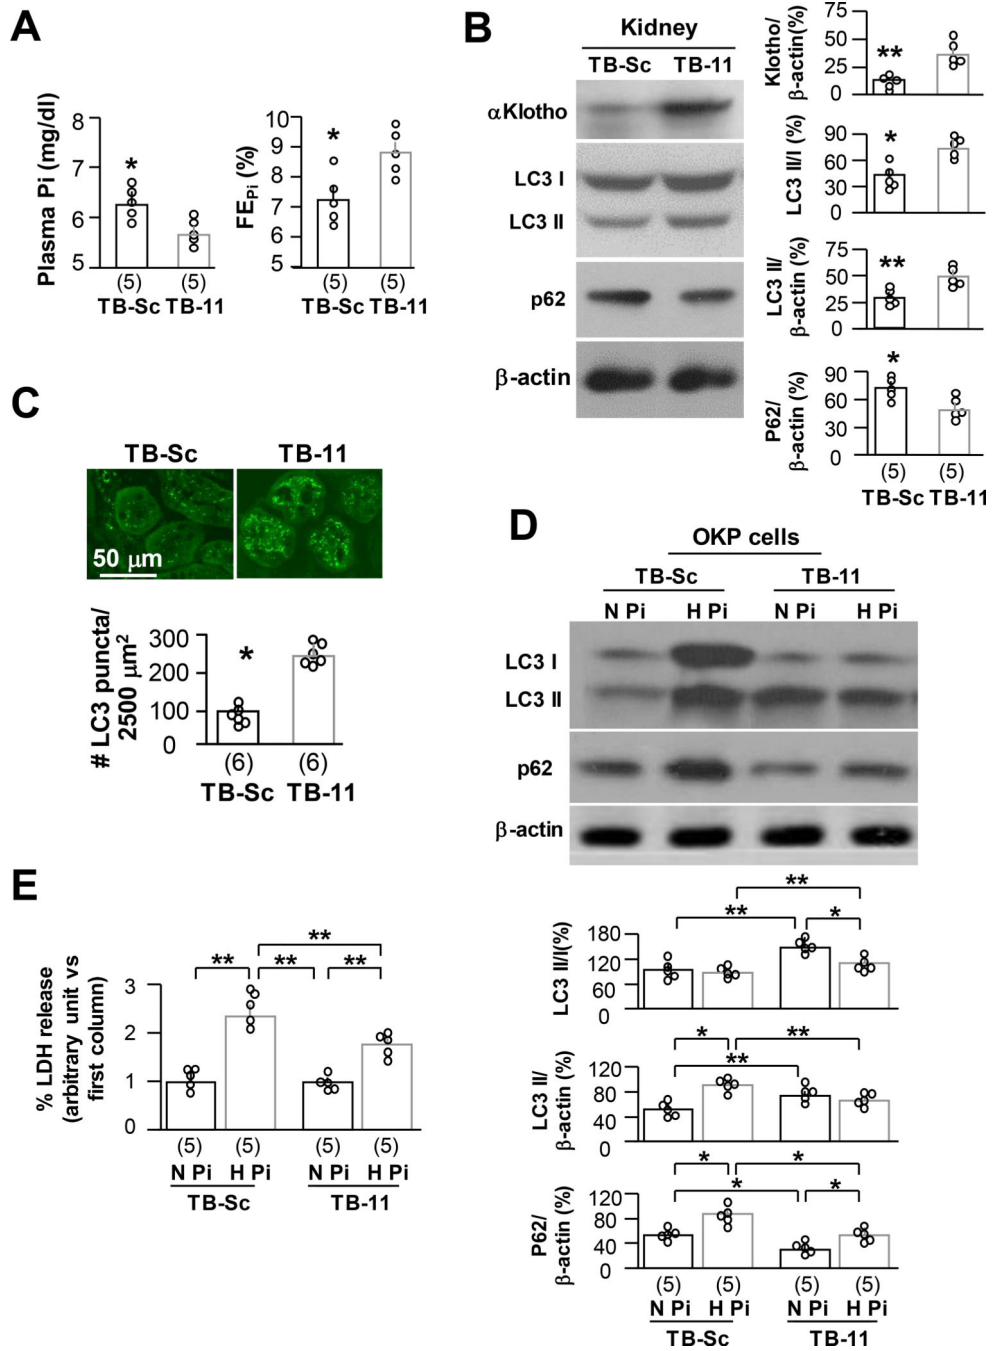 A
Plasma Pi (mg/dl)
8
7
6
5
*
(5) (5)
TB-Sc TB-11
FEPi (%)
10
9
8
7
6
5
*
(5) (5)
TB-Sc TB-11
B
Kidney
TB-Sc TB-11
αKlotho
LC3 I
LC3 II
p62
β-actin
Klotho/
β-actin(%)
75
50
25
0
**
LC3 II/I (%)
90
60
30
0
*
LC3 II/
β-actin (%)
75
50
25
0
**
P62/
β-actin (%)
90
60
30
0
*
(5) (5)
TB-Sc TB-11
C
TB-Sc TB-11
50 μm
# LC3 puncta/
2500 μm²
300
200
100
0
*
(6) (6)
TB-Sc TB-11
D
OKP cells
TB-Sc TB-11
N Pi H Pi N Pi H Pi
LC3 I
LC3 II
p62
β-actin
LC3 II/I(%)
180
120
60
0
**
** *
LC3 II/
β-actin (%)
120
80
40
0
* **
**
P62/
β-actin (%)
120
80
40
0
* *
* *
(5) (5) (5) (5)
N Pi H Pi N Pi H Pi
TB-Sc TB-11
E
% LDH release
(arbitrary unit vs
first column)
3
2
1
0
**
** ** **
(5) (5) (5) (5)
N Pi H Pi N Pi H Pi
TB-Sc TB-11